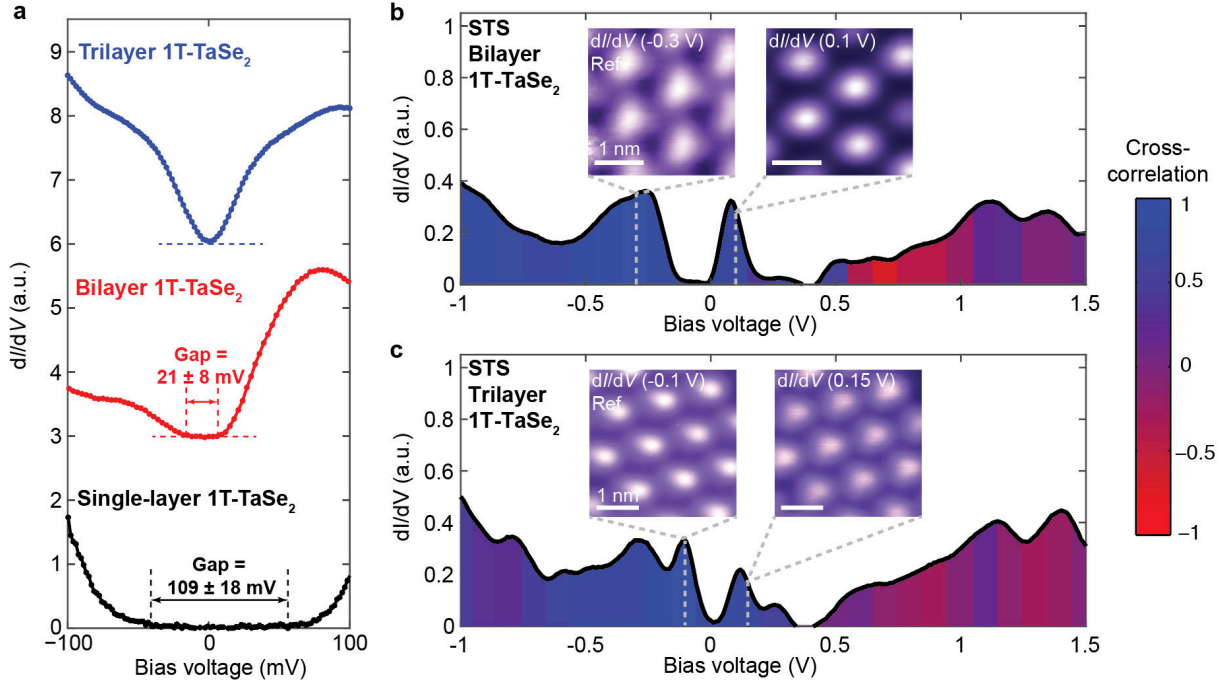 a
Trilayer 1T-TaSe₂
Bilayer 1T-TaSe₂
Gap =
21 ± 8 mV
Single-layer 1T-TaSe₂
Gap =
109 ± 18 mV
dI/dV (a.u.)
9
8
7
6
5
4
3
2
1
0
−100
0
100
Bias voltage (mV)
b
STS
Bilayer
1T-TaSe₂
dI/dV (-0.3 V)
Ref
1 nm
dI/dV (0.1 V)
dI/dV (a.u.)
1
0.8
0.6
0.4
0.2
0
-1
-0.5
0
0.5
1
1.5
Bias voltage (V)
c
STS
Trilayer
1T-TaSe₂
dI/dV (-0.1 V)
Ref
1 nm
dI/dV (0.15 V)
dI/dV (a.u.)
1
0.8
0.6
0.4
0.2
0
-1
-0.5
0
0.5
1
1.5
Bias voltage (V)
Cross-
correlation
1
0.5
0
−0.5
−1